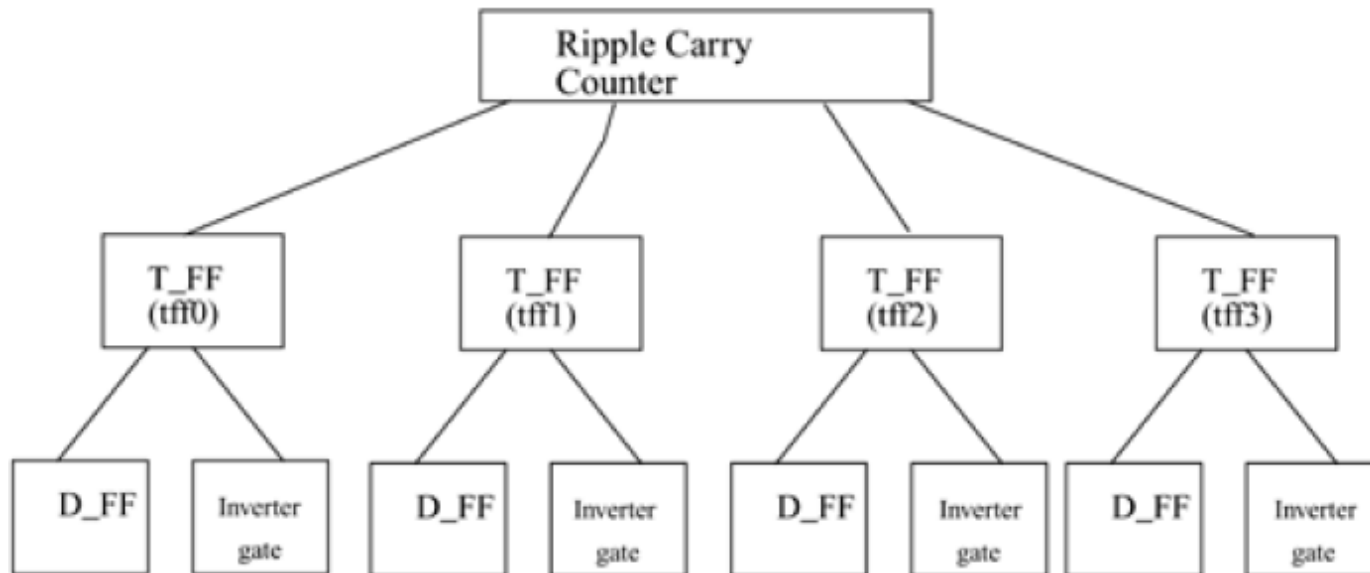 Ripple Carry
Counter
T_FF
(tff0)
T_FF
(tff1)
T_FF
(tff2)
T_FF
(tff3)
D_FF
Inverter
gate
D_FF
Inverter
gate
D_FF
Inverter
gate
D_FF
Inverter
gate